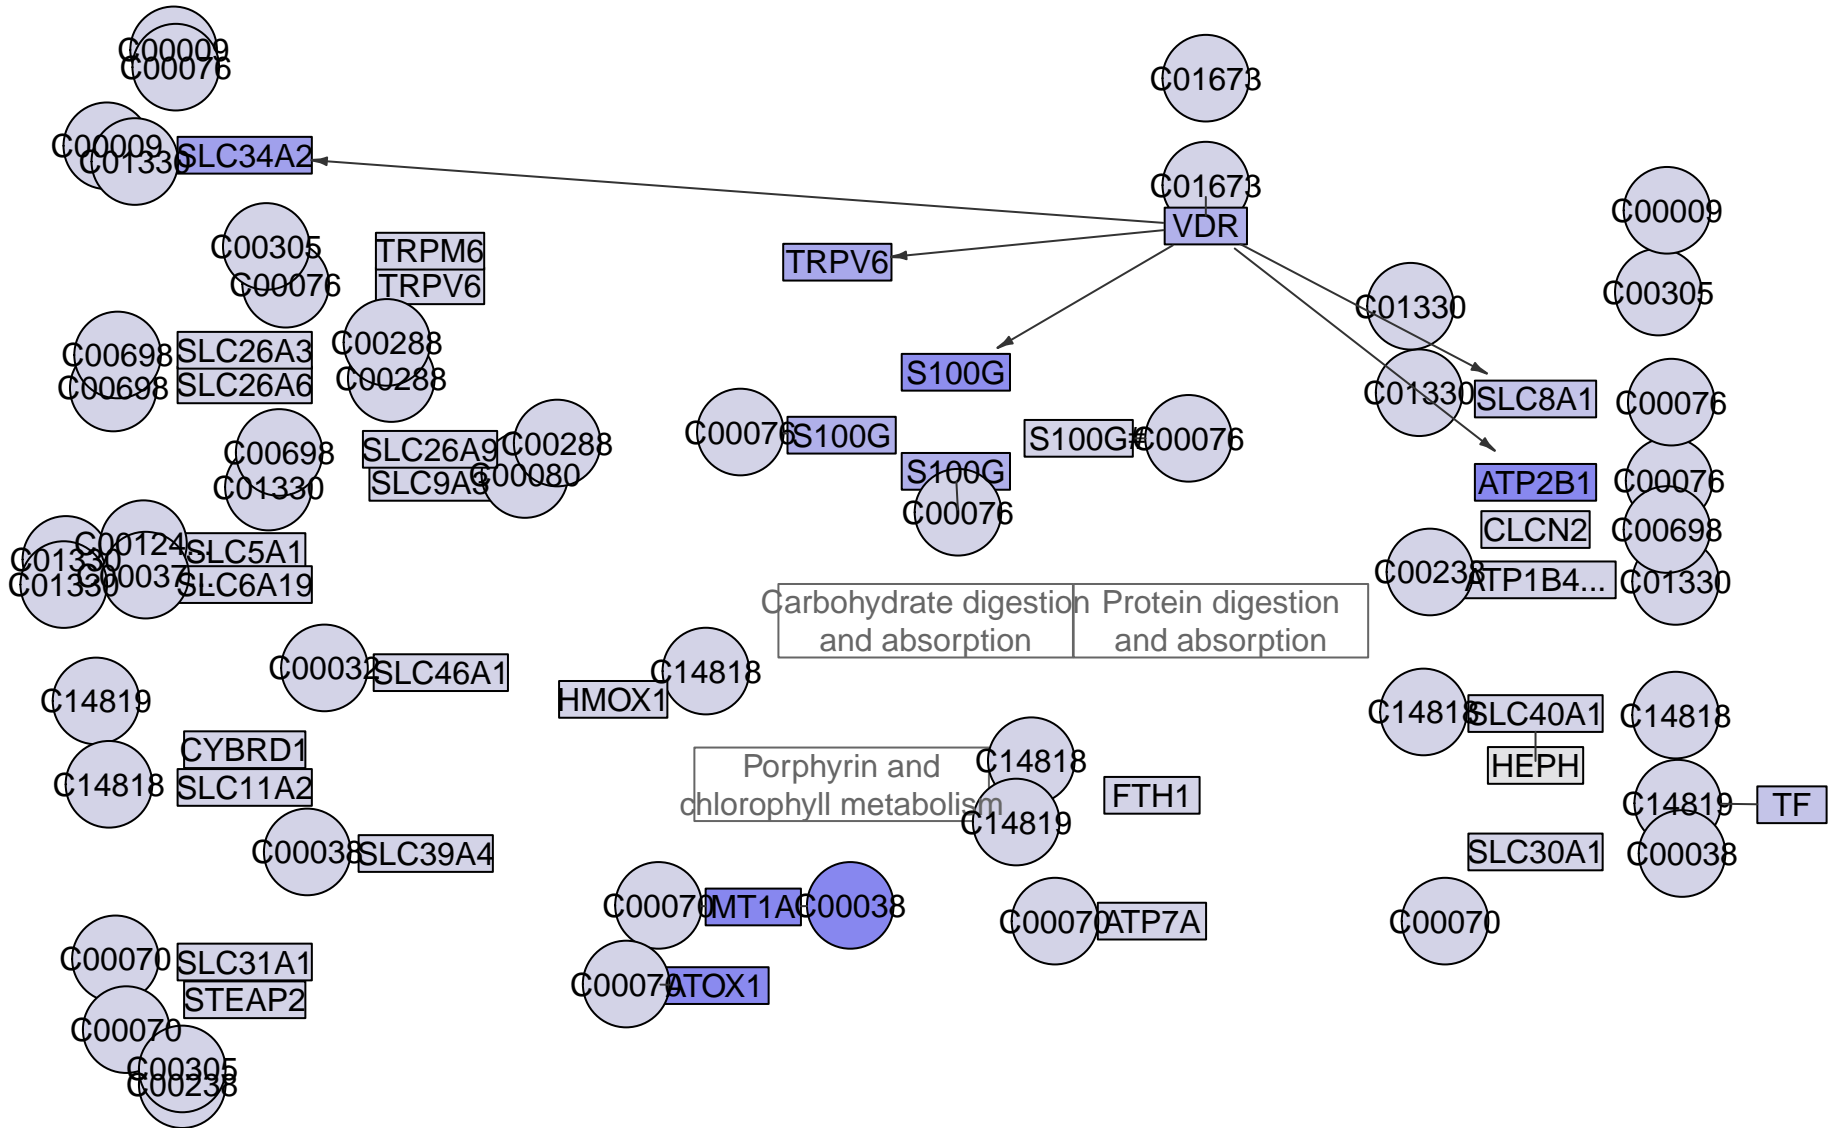 C00009
C00076
C01673
C00009
C01330
SLC34A2
C01673
VDR
C00009
C00305
C00076
TRPM6
TRPV6
TRPV6
C01330
C00305
C00698
C00698
SLC26A3
SLC26A6
C00288
C00288
S100G
C01330
SLC8A1
C00076
C00698
C01330
SLC26A9
SLC9A3
C00288
C00080
C00076
S100G
S100G
C00076
S100G#
C00076
ATP2B1
C00076
CLCN2
C00698
C01330
C01330
C00124...
C00037...
SLC5A1
SLC6A19
C00238
ATP1B4...
C01330
Carbohydrate digestion
and absorption
Protein digestion
and absorption
C00032
SLC46A1
HMOX1
C14818
C14819
C14818
SLC40A1
C14818
CYBRD1
SLC11A2
C14818
Porphyrin and
chlorophyll metabolism
C14818
C14819
FTH1
HEPH
C14819
TF
C00038
SLC39A4
SLC30A1
C00038
C00070
MT1A
C00038
C00070
ATP7A
C00070
C00070
SLC31A1
STEAP2
C00070
ATOX1
C00070
C00305
C00238